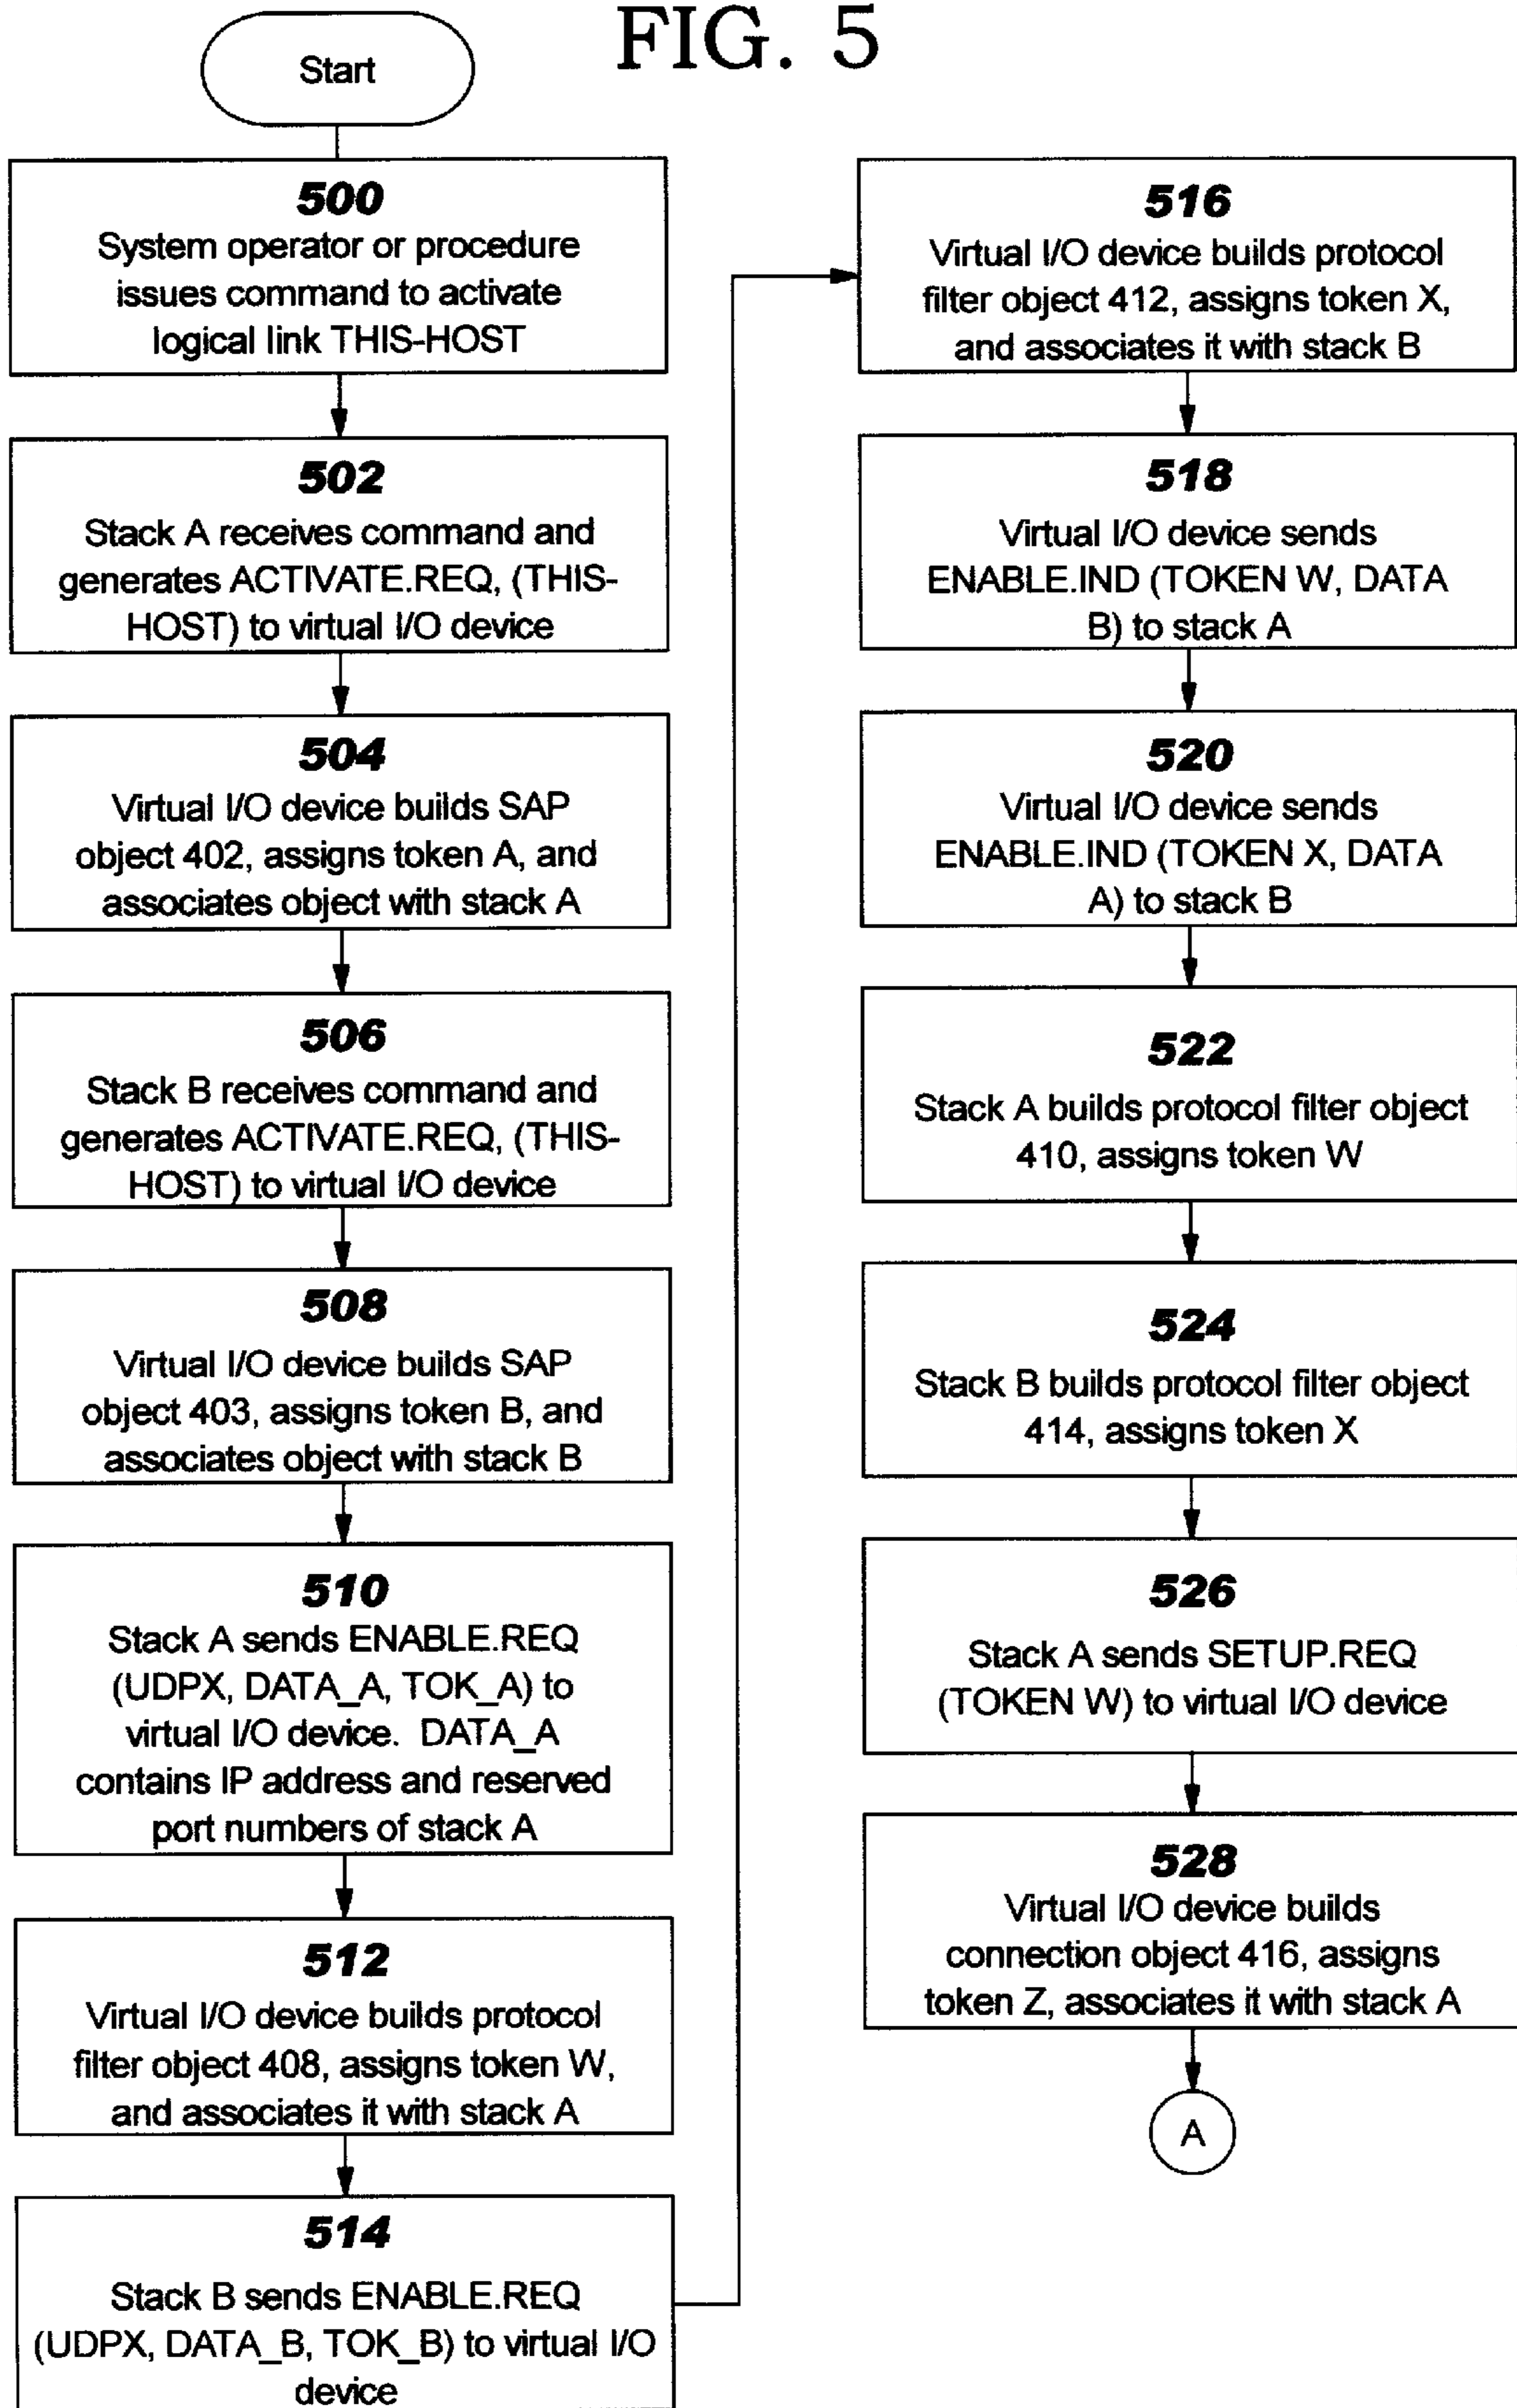 FIG. 5
Start
500
System operator or procedure
issues command to activate
logical link THIS-HOST
502
Stack A receives command and
generates ACTIVATE.REQ, (THIS-
HOST) to virtual I/O device
504
Virtual I/O device builds SAP
object 402, assigns token A, and
associates object with stack A
506
Stack B receives command and
generates ACTIVATE.REQ, (THIS-
HOST) to virtual I/O device
508
Virtual I/O device builds SAP
object 403, assigns token B, and
associates object with stack B
510
Stack A sends ENABLE.REQ
(UDPX, DATA_A, TOK_A) to
virtual I/O device. DATA_A
contains IP address and reserved
port numbers of stack A
512
Virtual I/O device builds protocol
filter object 408, assigns token W,
and associates it with stack A
514
Stack B sends ENABLE.REQ
(UDPX, DATA_B, TOK_B) to virtual I/O
device
516
Virtual I/O device builds protocol
filter object 412, assigns token X,
and associates it with stack B
518
Virtual I/O device sends
ENABLE.IND (TOKEN W, DATA
B) to stack A
520
Virtual I/O device sends
ENABLE.IND (TOKEN X, DATA
A) to stack B
522
Stack A builds protocol filter object
410, assigns token W
524
Stack B builds protocol filter object
414, assigns token X
526
Stack A sends SETUP.REQ
(TOKEN W) to virtual I/O device
528
Virtual I/O device builds
connection object 416, assigns
token Z, associates it with stack A
A